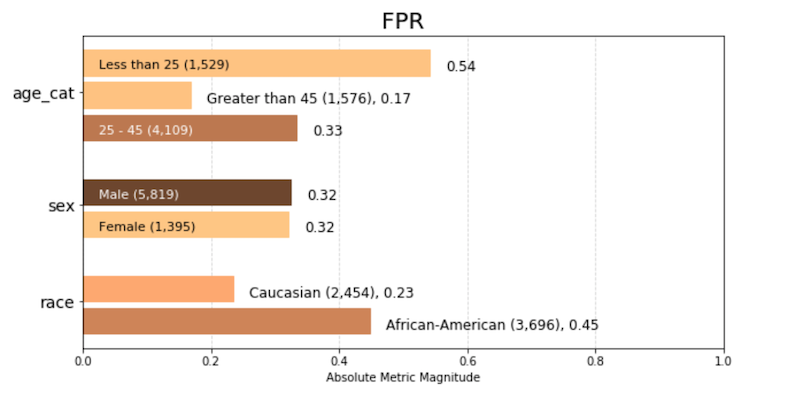 FPR
age_cat
Less than 25 (1,529) 0.54
Greater than 45 (1,576), 0.17
25 - 45 (4,109) 0.33
sex
Male (5,819) 0.32
Female (1,395) 0.32
race
Caucasian (2,454), 0.23
African-American (3,696), 0.45
0.0 0.2 0.4 0.6 0.8 1.0
Absolute Metric Magnitude